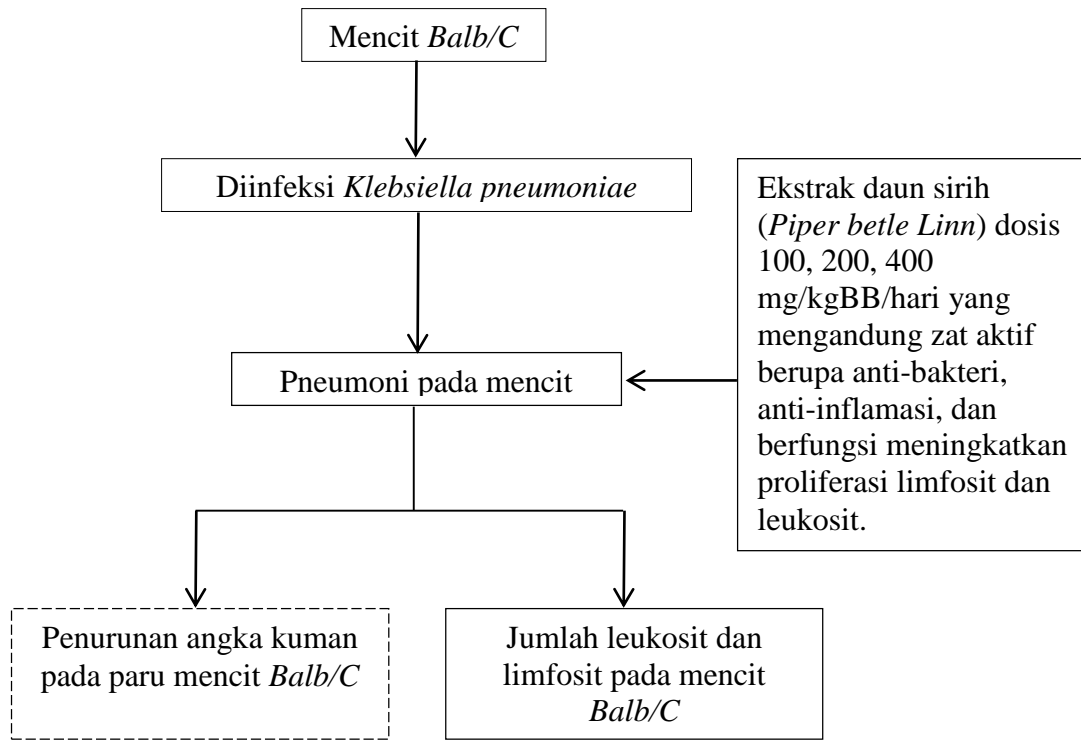 Mencit Balb/C
Diinfeksi Klebsiella pneumoniae
Ekstrak daun sirih
(Piper betle Linn) dosis
100, 200, 400
mg/kgBB/hari yang
mengandung zat aktif
berupa anti-bakteri,
anti-inflamasi, dan
berfungsi meningkatkan
proliferasi limfosit dan
leukosit.
Pneumoni pada mencit
Penurunan angka kuman
pada paru mencit Balb/C
Jumlah leukosit dan
limfosit pada mencit
Balb/C